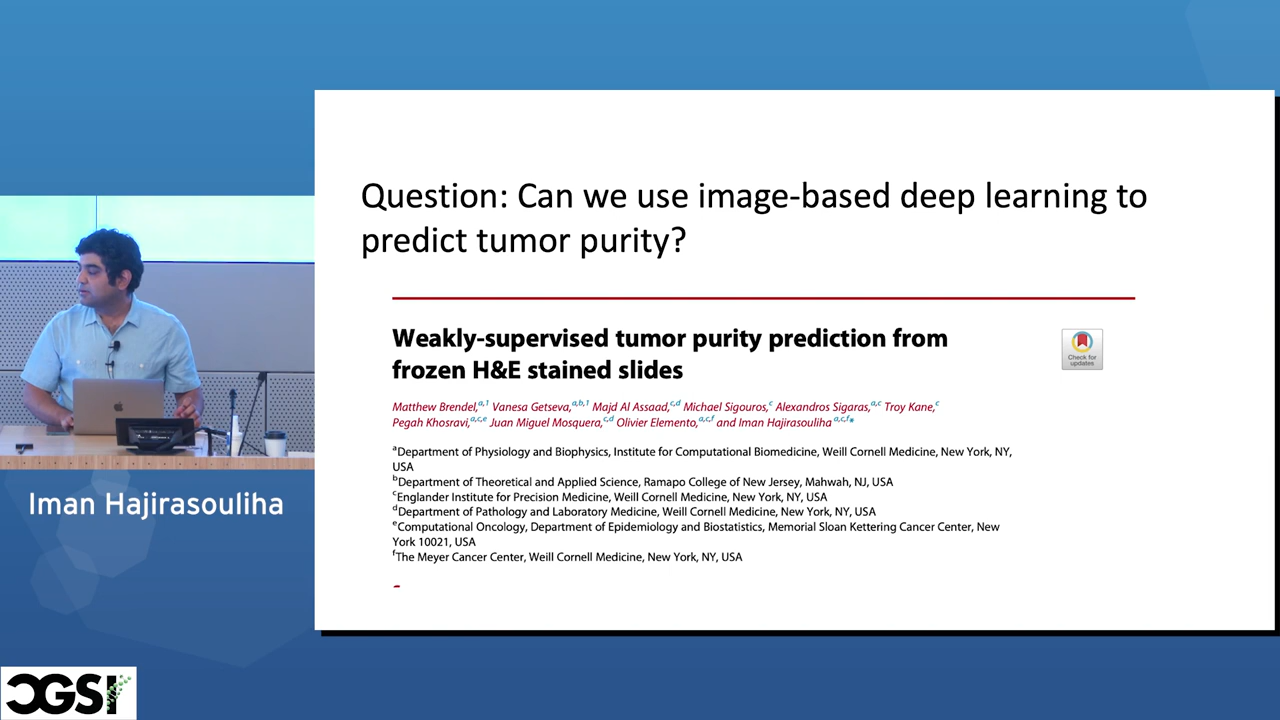 Question: Can we use image-based deep learning to
predict tumor purity?
Weakly-supervised tumor purity prediction from
frozen H&E stained slides
Check for
updates
Matthew Brendel,a,1 Vanesa Getseva,a,b,1 Majd Al Assaad,c,d Michael Sigouros,c Alexandros Sigaras,a,c Troy Kane,c
Pegah Khosravi,a,c,e Juan Miguel Mosquera,c,d Olivier Elemento,a,c,f and Iman Hajirasouliha a,c,f*
aDepartment of Physiology and Biophysics, Institute for Computational Biomedicine, Weill Cornell Medicine, New York, NY,
USA
bDepartment of Theoretical and Applied Science, Ramapo College of New Jersey, Mahwah, NJ, USA
cEnglander Institute for Precision Medicine, Weill Cornell Medicine, New York, NY, USA
dDepartment of Pathology and Laboratory Medicine, Weill Cornell Medicine, New York, NY, USA
eComputational Oncology, Department of Epidemiology and Biostatistics, Memorial Sloan Kettering Cancer Center, New
York 10021, USA
fThe Meyer Cancer Center, Weill Cornell Medicine, New York, NY, USA
Iman Hajirasouliha
CGSI